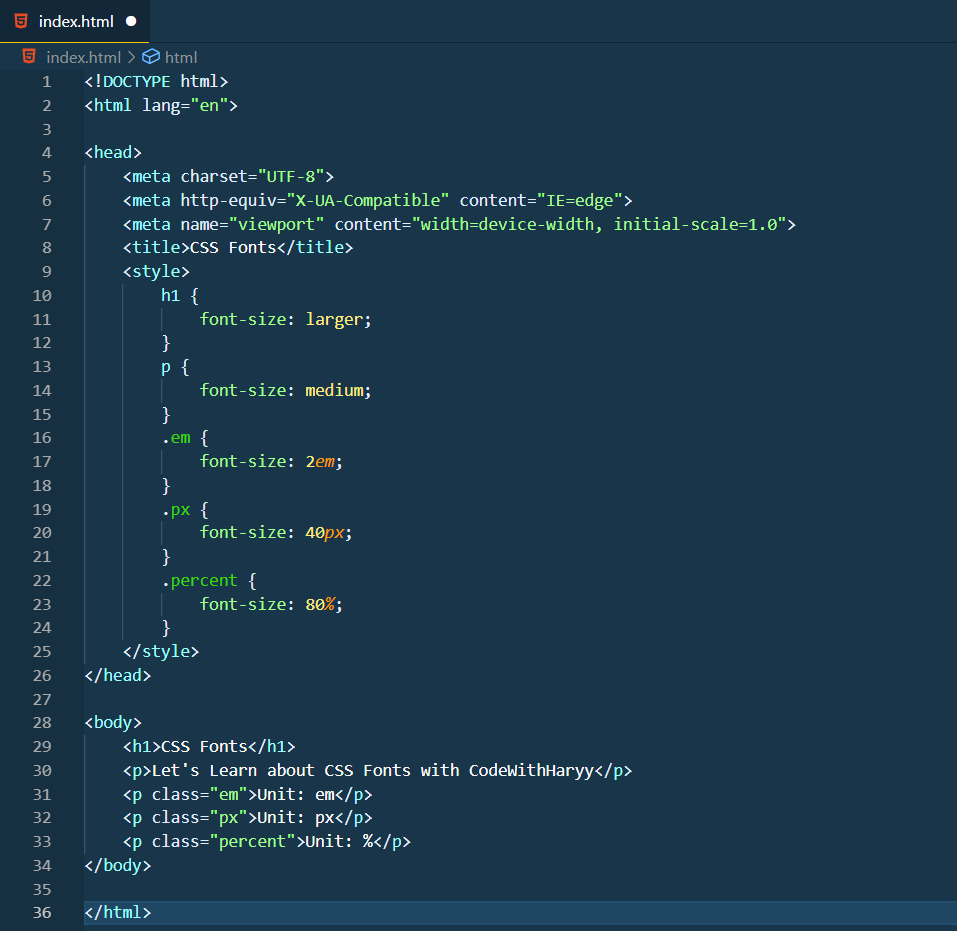 index.html
index.html > html
1 <!DOCTYPE html>
2 <html lang="en">
3
4 <head>
5     <meta charset="UTF-8">
6     <meta http-equiv="X-UA-Compatible" content="IE=edge">
7     <meta name="viewport" content="width=device-width, initial-scale=1.0">
8     <title>CSS Fonts</title>
9     <style>
10         h1 {
11             font-size: larger;
12         }
13         p {
14             font-size: medium;
15         }
16         .em {
17             font-size: 2em;
18         }
19         .px {
20             font-size: 40px;
21         }
22         .percent {
23             font-size: 80%;
24         }
25     </style>
26 </head>
27
28 <body>
29     <h1>CSS Fonts</h1>
30     <p>Let's Learn about CSS Fonts with CodeWithHaryy</p>
31     <p class="em">Unit: em</p>
32     <p class="px">Unit: px</p>
33     <p class="percent">Unit: %</p>
34 </body>
35
36 </html>